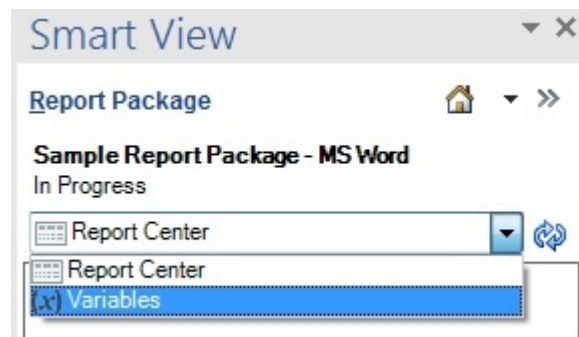 Smart View
Report Package
Sample Report Package - MS Word
In Progress
Report Center
Report Center
(x) Variables